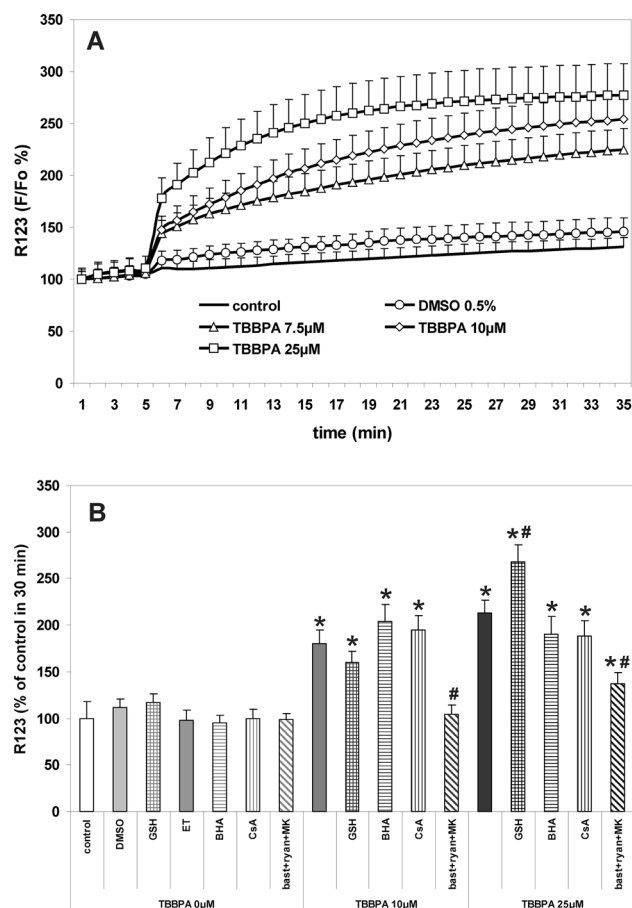 A
R123 (F/Fo %)
350
300
250
200
150
100
50
0
control
DMSO 0.5%
TBBPA 7.5µM
TBBPA 10µM
TBBPA 25µM
1 3 5 7 9 11 13 15 17 19 21 23 25 27 29 31 33 35
time (min)
B
R123 (% of control in 30 min)
350
300
250
200
150
100
50
0
* * * * # * *# * * *#
control DMSO GSH ET BHA CsA bast+ryan+MK GSH BHA CsA bast+ryan+MK GSH BHA CsA bast+ryan+MK
TBBPA 0µM TBBPA 10µM TBBPA 25µM